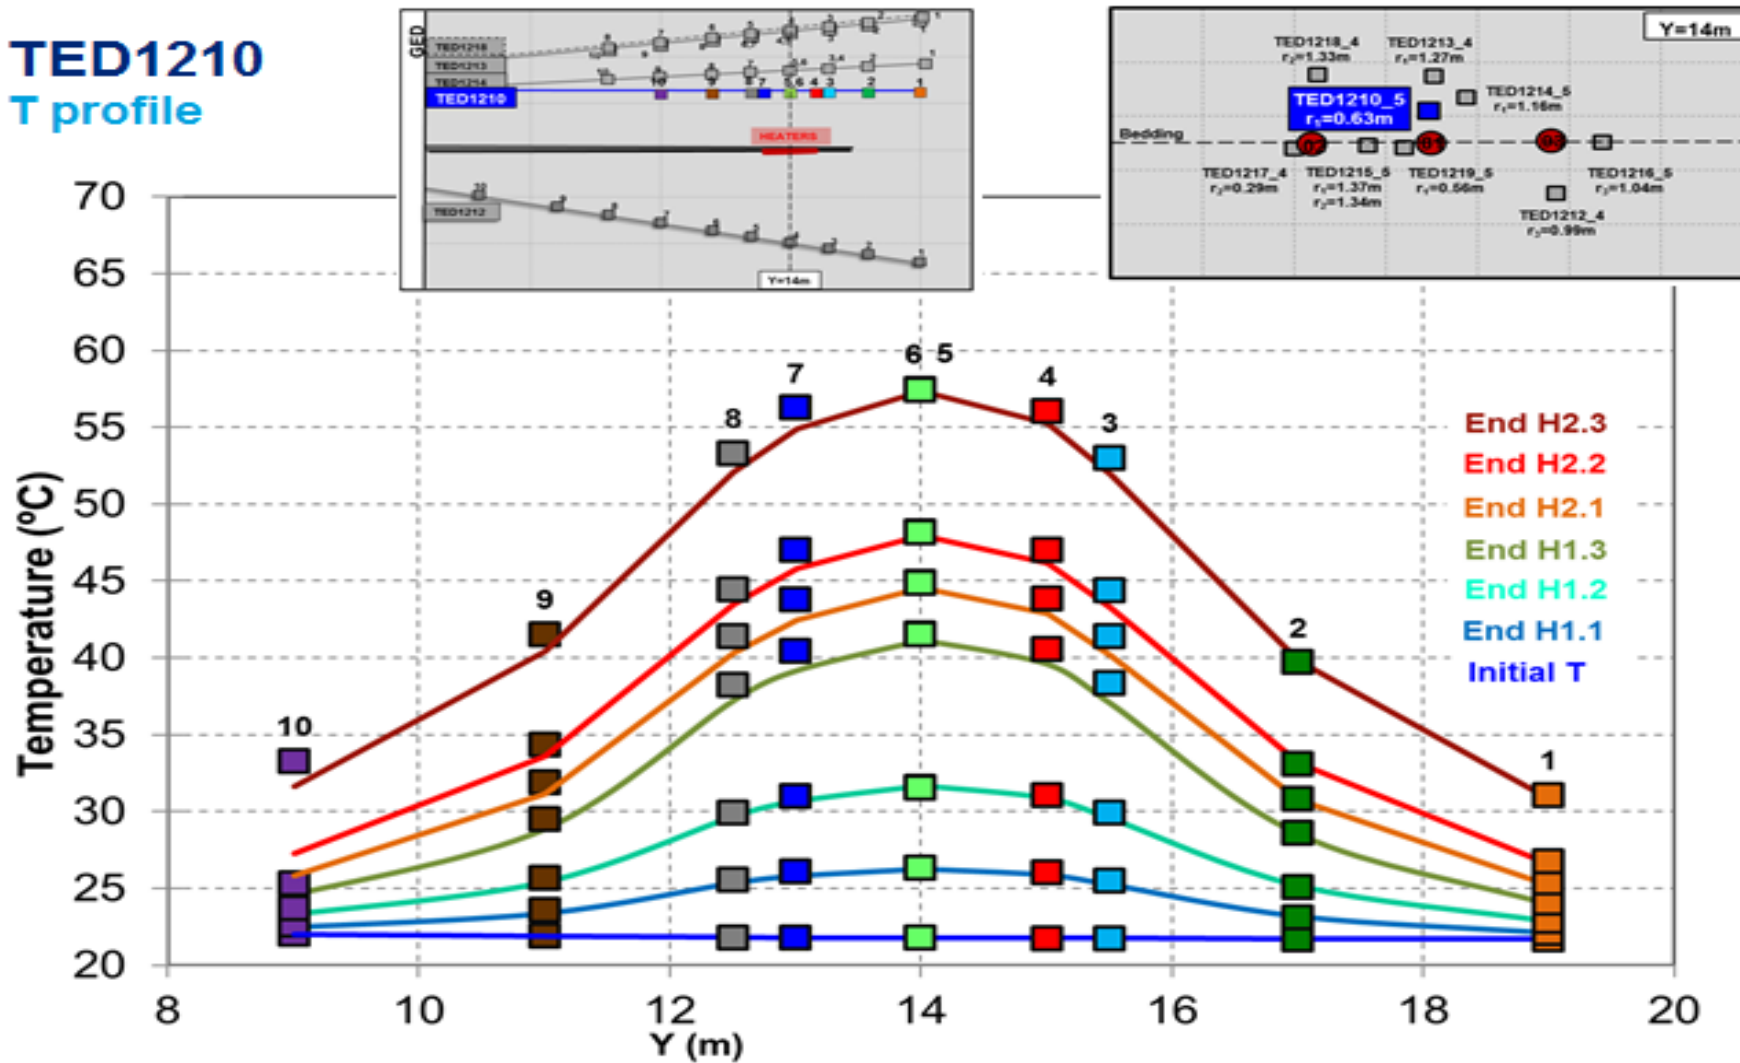 TED1210
T profile
GED
TED1218
TED1213
TED1214
TED1210
HEATERS
TED1212
Y=14m
Y=14m
TED1218_4
r₂=1.33m
TED1213_4
r₁=1.27m
TED1210_5
r₁=0.63m
TED1214_5
r₁=1.16m
Bedding
TED1217_4
r₂=0.29m
TED1215_5
r₁=1.37m
r₂=1.34m
TED1219_5
r₁=0.56m
TED1216_5
r₃=1.04m
TED1212_4
r₃=0.99m
70
65
60
55
50
45
40
35
30
25
20
Temperature (ºC)
10
9
8
7
6 5
4
3
2
1
End H2.3
End H2.2
End H2.1
End H1.3
End H1.2
End H1.1
Initial T
8 10 12 14 16 18 20
Y (m)